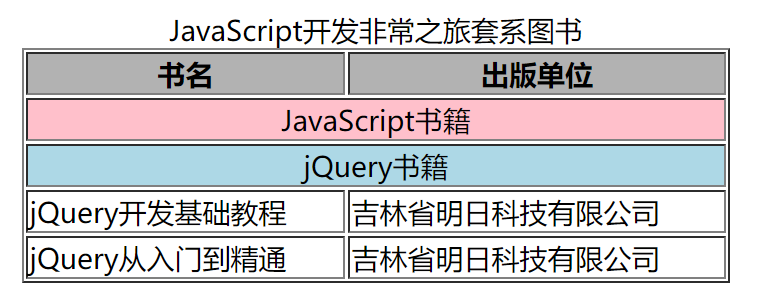 JavaScript开发非常之旅套系图书
书名 出版单位
JavaScript书籍
jQuery书籍
jQuery开发基础教程 吉林省明日科技有限公司
jQuery从入门到精通 吉林省明日科技有限公司